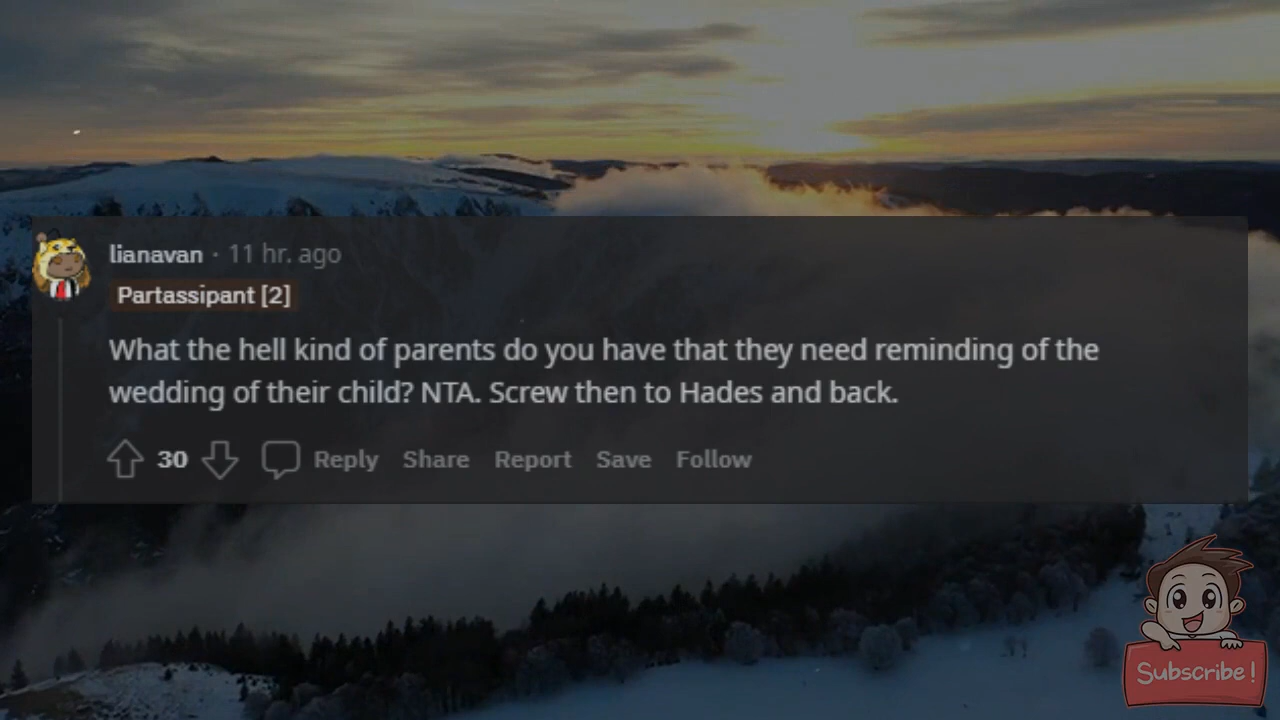 lianavan · 11 hr. ago
Partassipant [2]
What the hell kind of parents do you have that they need reminding of the
wedding of their child? NTA. Screw then to Hades and back.
30 Reply Share Report Save Follow
Subscribe!